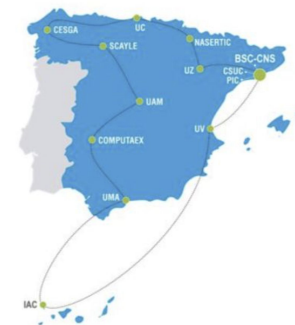 CESGA
UC
SCAYLE
NASERTIC
BSC-CNS
UZ
CSUC
PIC
UAM
UV
COMPUTAEX
UMA
IAC